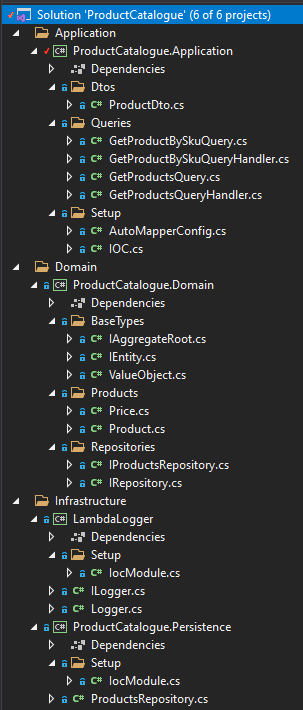 Solution 'ProductCatalogue' (6 of 6 projects)
Application
C# ProductCatalogue.Application
Dependencies
Dtos
C# ProductDto.cs
Queries
C# GetProductBySkuQuery.cs
C# GetProductBySkuQueryHandler.cs
C# GetProductsQuery.cs
C# GetProductsQueryHandler.cs
Setup
C# AutoMapperConfig.cs
C# IOC.cs
Domain
C# ProductCatalogue.Domain
Dependencies
BaseTypes
C# IAggregateRoot.cs
C# IEntity.cs
C# ValueObject.cs
Products
C# Price.cs
C# Product.cs
Repositories
C# IProductsRepository.cs
C# IRepository.cs
Infrastructure
C# LambdaLogger
Dependencies
Setup
C# IocModule.cs
C# ILogger.cs
C# Logger.cs
C# ProductCatalogue.Persistence
Dependencies
Setup
C# IocModule.cs
C# ProductsRepository.cs